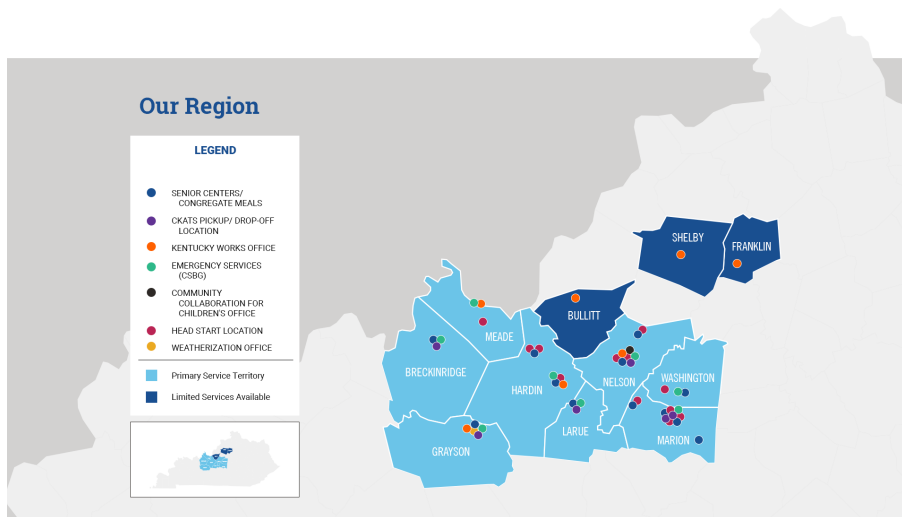 Our Region
LEGEND
SENIOR CENTERS/
CONGREGATE MEALS
CKATS PICKUP/ DROP-OFF
LOCATION
KENTUCKY WORKS OFFICE
EMERGENCY SERVICES
(CSBG)
COMMUNITY
COLLABORATION FOR
CHILDREN'S OFFICE
HEAD START LOCATION
WEATHERIZATION OFFICE
Primary Service Territory
Limited Services Available
SHELBY
FRANKLIN
BULLITT
MEADE
BRECKINRIDGE
HARDIN
NELSON
WASHINGTON
LARUE
MARION
GRAYSON